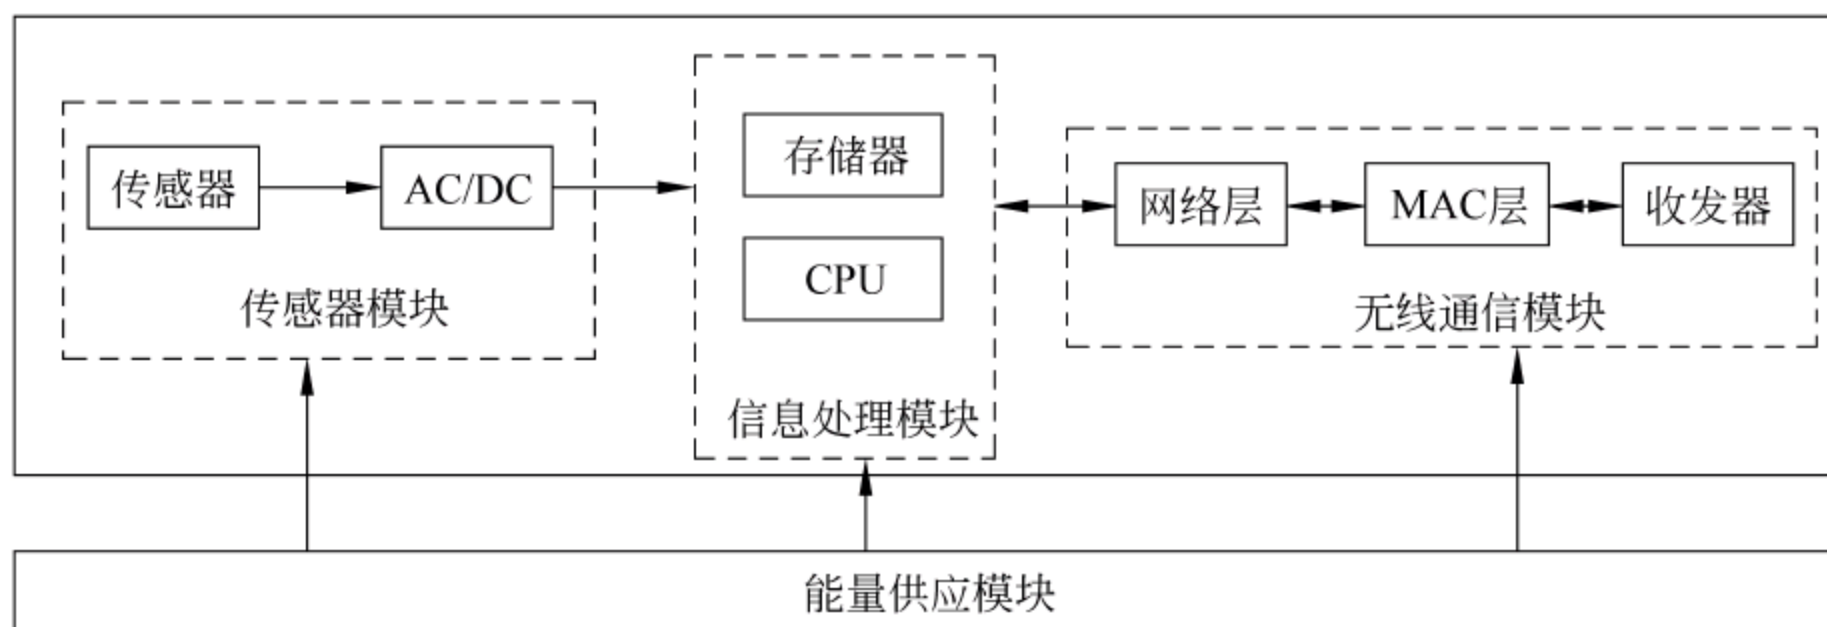 传感器
AC/DC
传感器模块
存储器
CPU
信息处理模块
网络层
MAC层
收发器
无线通信模块
能量供应模块